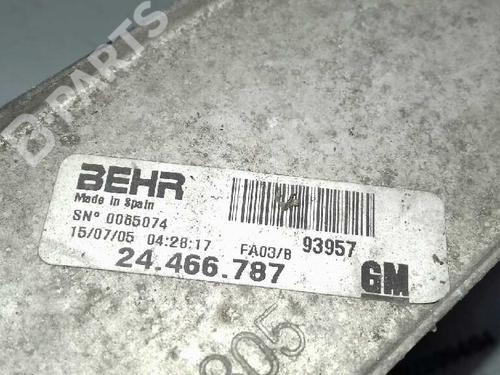 B PARTS
BEHR
Made in Spain
SN° 0065074
15/07/05 04:28:17 FA03/B 93957
24.466.787
GM
805